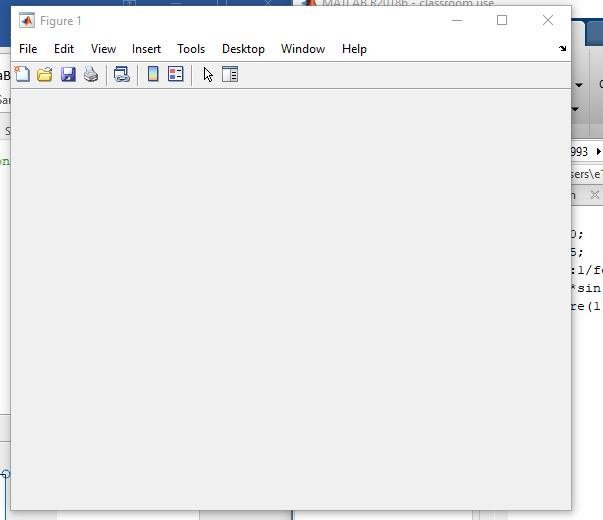 MATLAB R2018b - classroom use
Figure 1
File Edit View Insert Tools Desktop Window Help
993
sers\e
0;
5;
:1/f
*sin
re(1